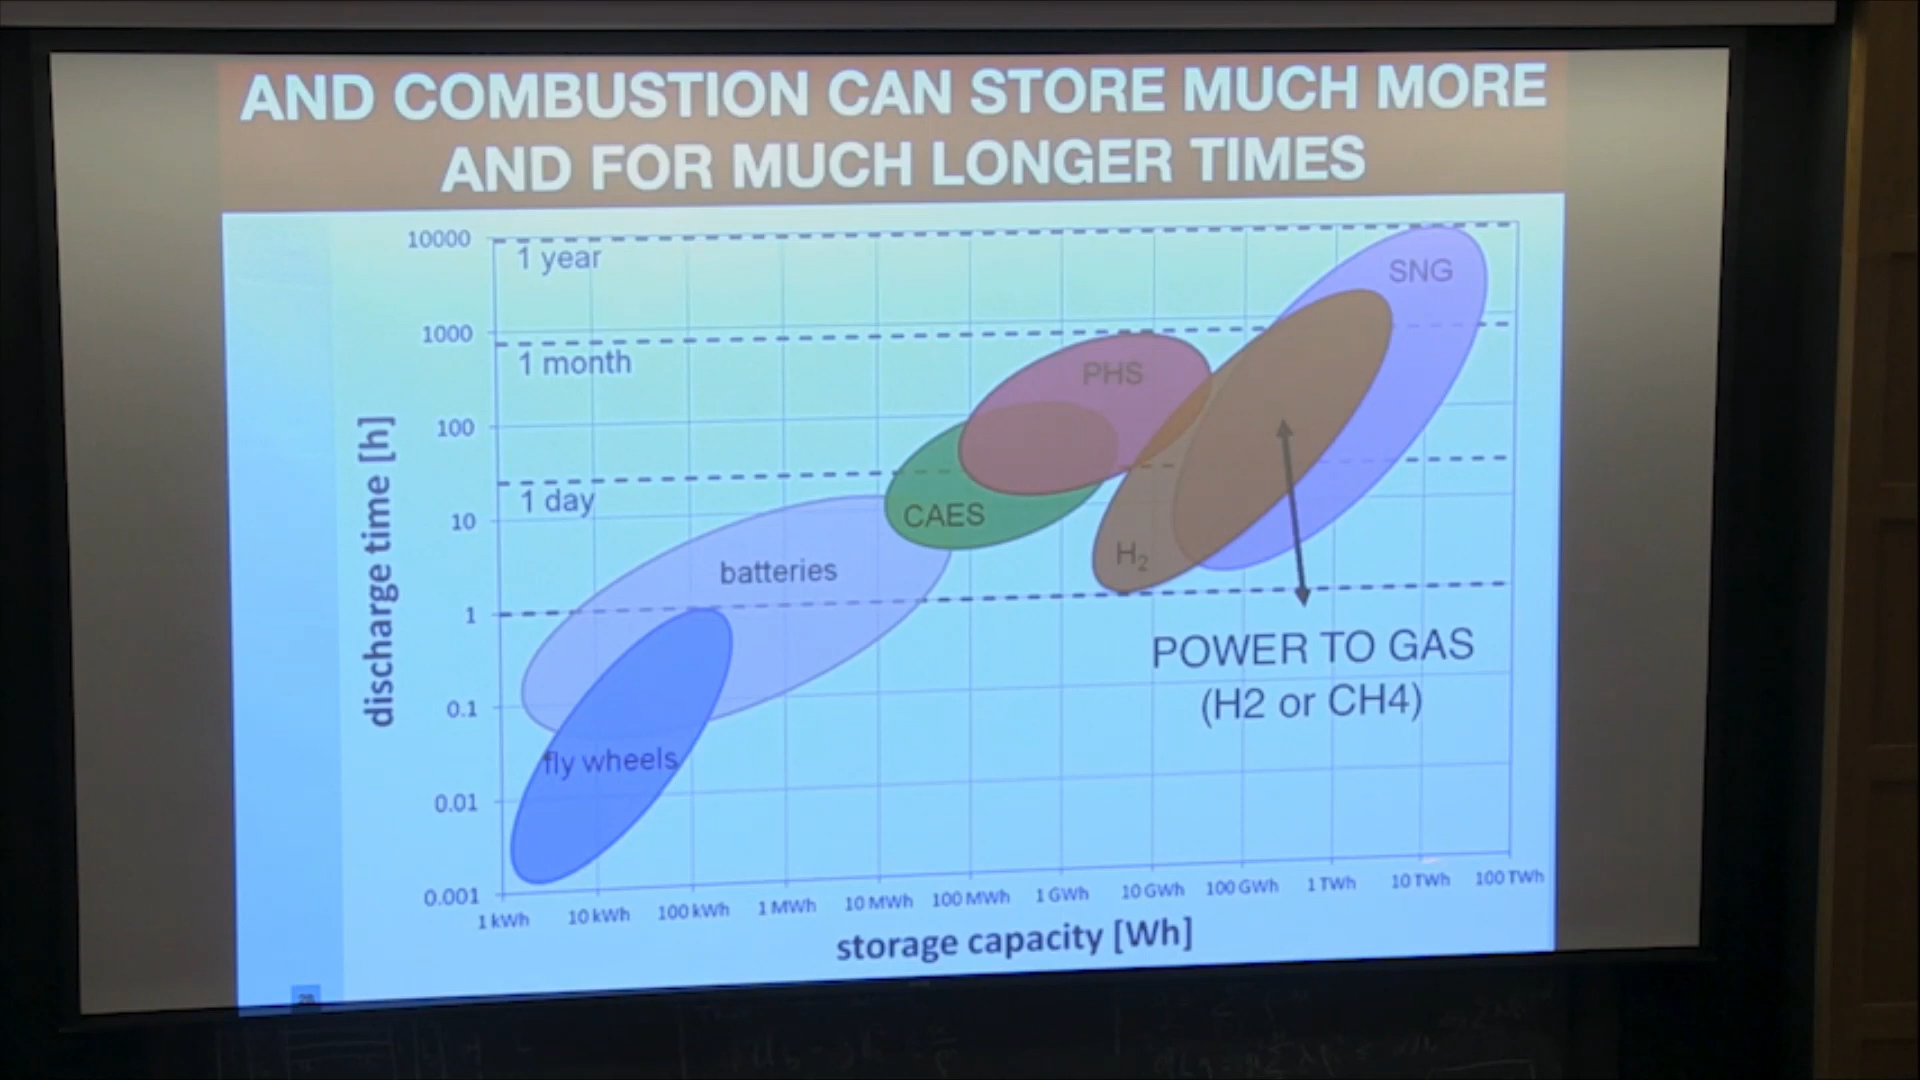 AND COMBUSTION CAN STORE MUCH MORE
AND FOR MUCH LONGER TIMES
10000
1000
100
10
1
0.1
0.01
0.001
discharge time [h]
1 year
1 month
1 day
SNG
PHS
CAES
H₂
batteries
fly wheels
POWER TO GAS
(H2 or CH4)
1 kWh 10 kWh 100 kWh 1 MWh 10 MWh 100 MWh 1 GWh 10 GWh 100 GWh 1 TWh 10 TWh 100 TWh
storage capacity [Wh]